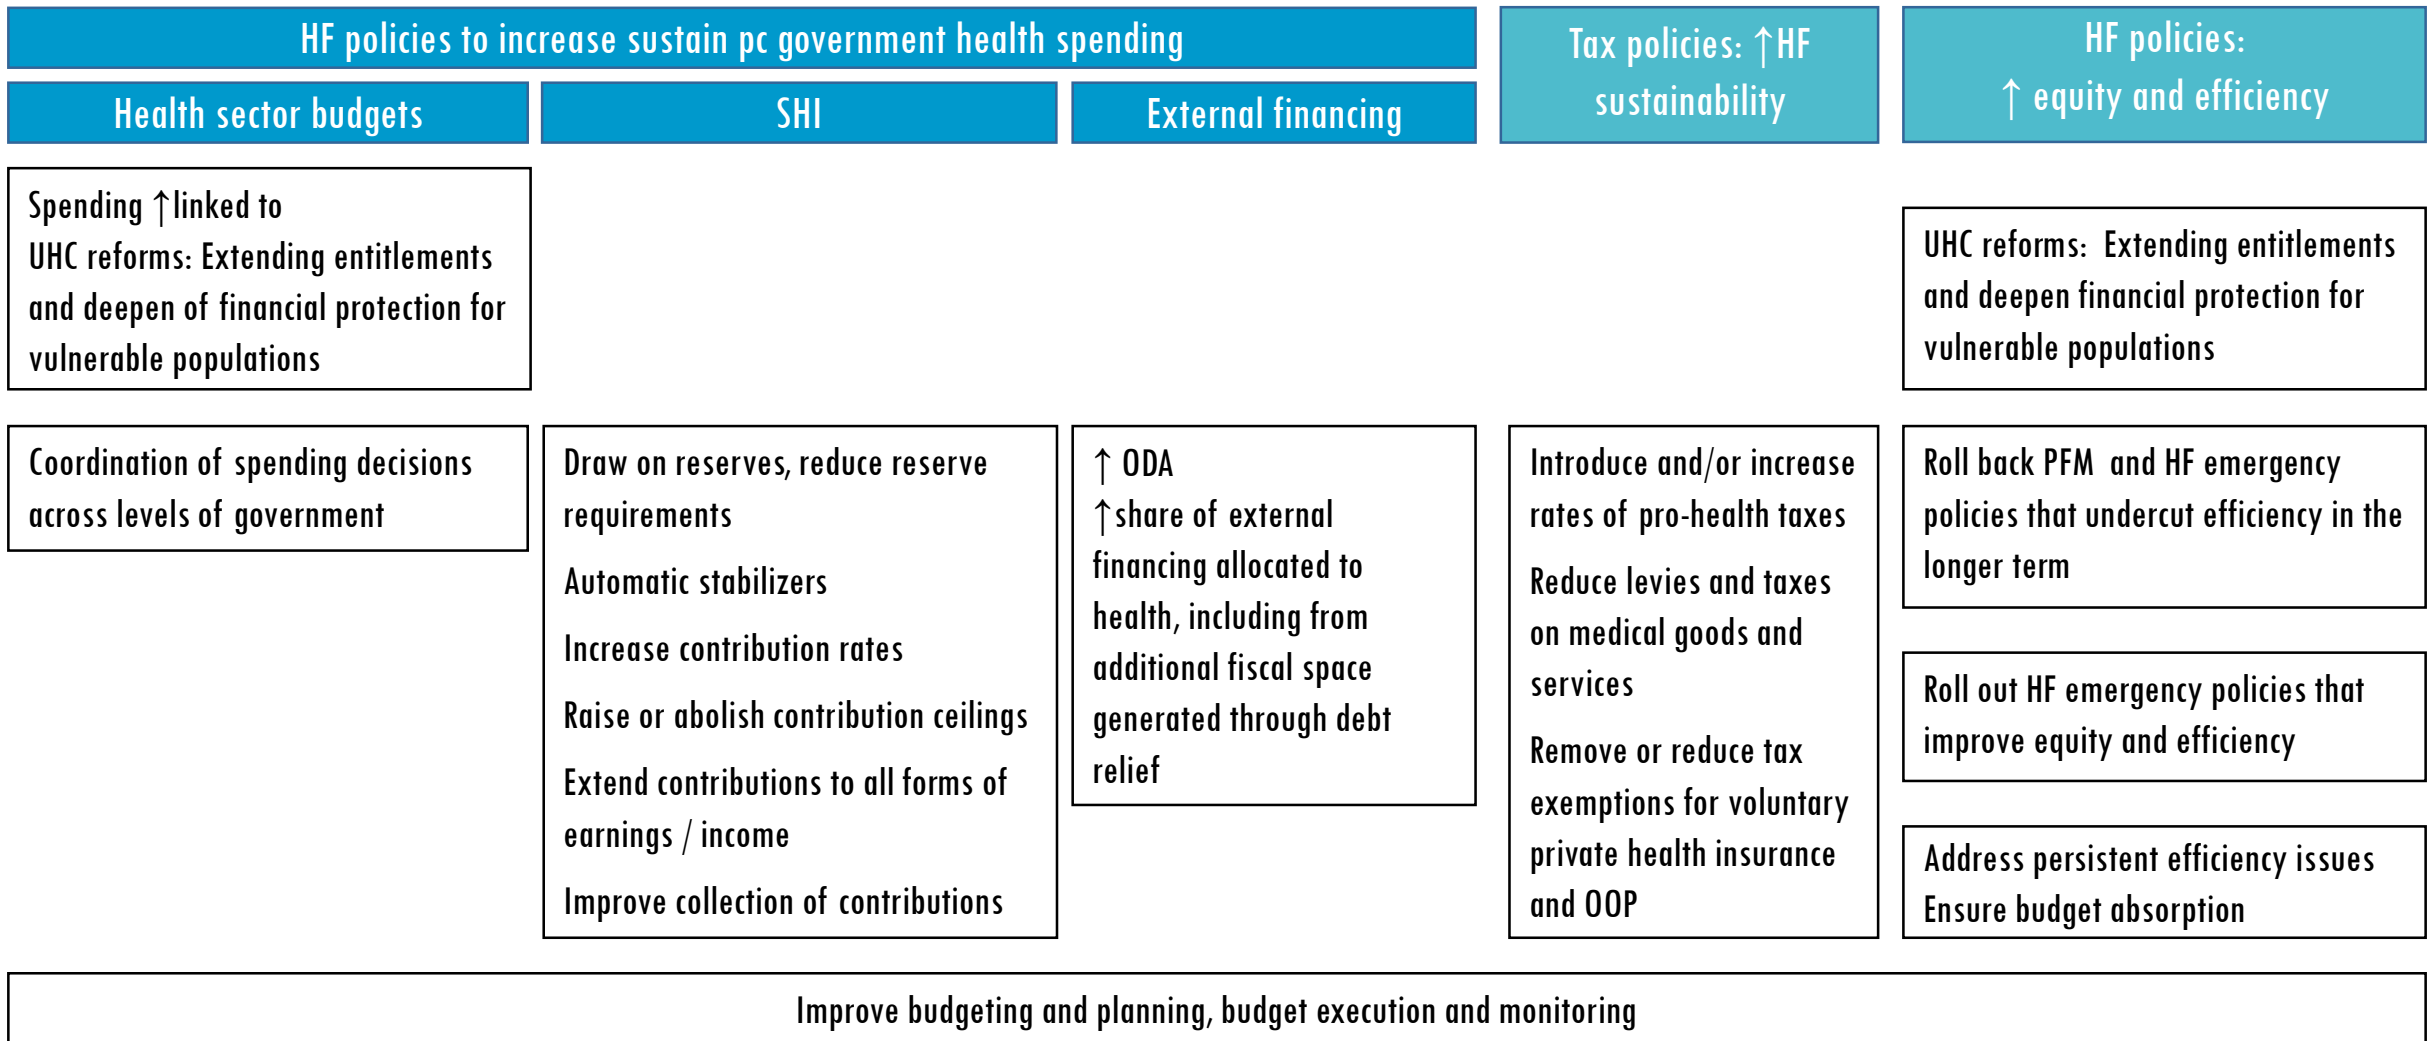 HF policies to increase sustain pc government health spending
Health sector budgets
SHI
External financing
Tax policies: ↑HF
sustainability
HF policies:
↑ equity and efficiency
Spending ↑linked to
UHC reforms: Extending entitlements
and deepen of financial protection for
vulnerable populations
UHC reforms: Extending entitlements
and deepen financial protection for
vulnerable populations
Coordination of spending decisions
across levels of government
Draw on reserves, reduce reserve
requirements
Automatic stabilizers
Increase contribution rates
Raise or abolish contribution ceilings
Extend contributions to all forms of
earnings / income
Improve collection of contributions
↑ ODA
↑share of external
financing allocated to
health, including from
additional fiscal space
generated through debt
relief
Introduce and/or increase
rates of pro-health taxes
Reduce levies and taxes
on medical goods and
services
Remove or reduce tax
exemptions for voluntary
private health insurance
and OOP
Roll back PFM and HF emergency
policies that undercut efficiency in the
longer term
Roll out HF emergency policies that
improve equity and efficiency
Address persistent efficiency issues
Ensure budget absorption
Improve budgeting and planning, budget execution and monitoring